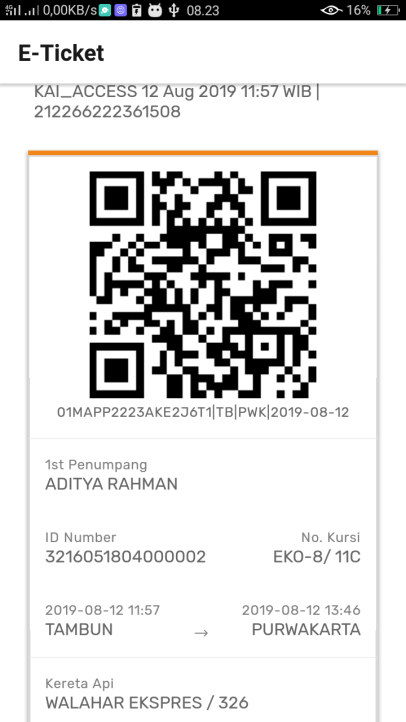 0,00KB/s 08.23 16%
E-Ticket
KAI_ACCESS 12 Aug 2019 11:57 WIB |
212266222361508
01MAPP2223AKE2J6T1|TB|PWK|2019-08-12
1st Penumpang
ADITYA RAHMAN
ID Number No. Kursi
3216051804000002 EKO-8/ 11C
2019-08-12 11:57 2019-08-12 13:46
TAMBUN → PURWAKARTA
Kereta Api
WALAHAR EKSPRES / 326